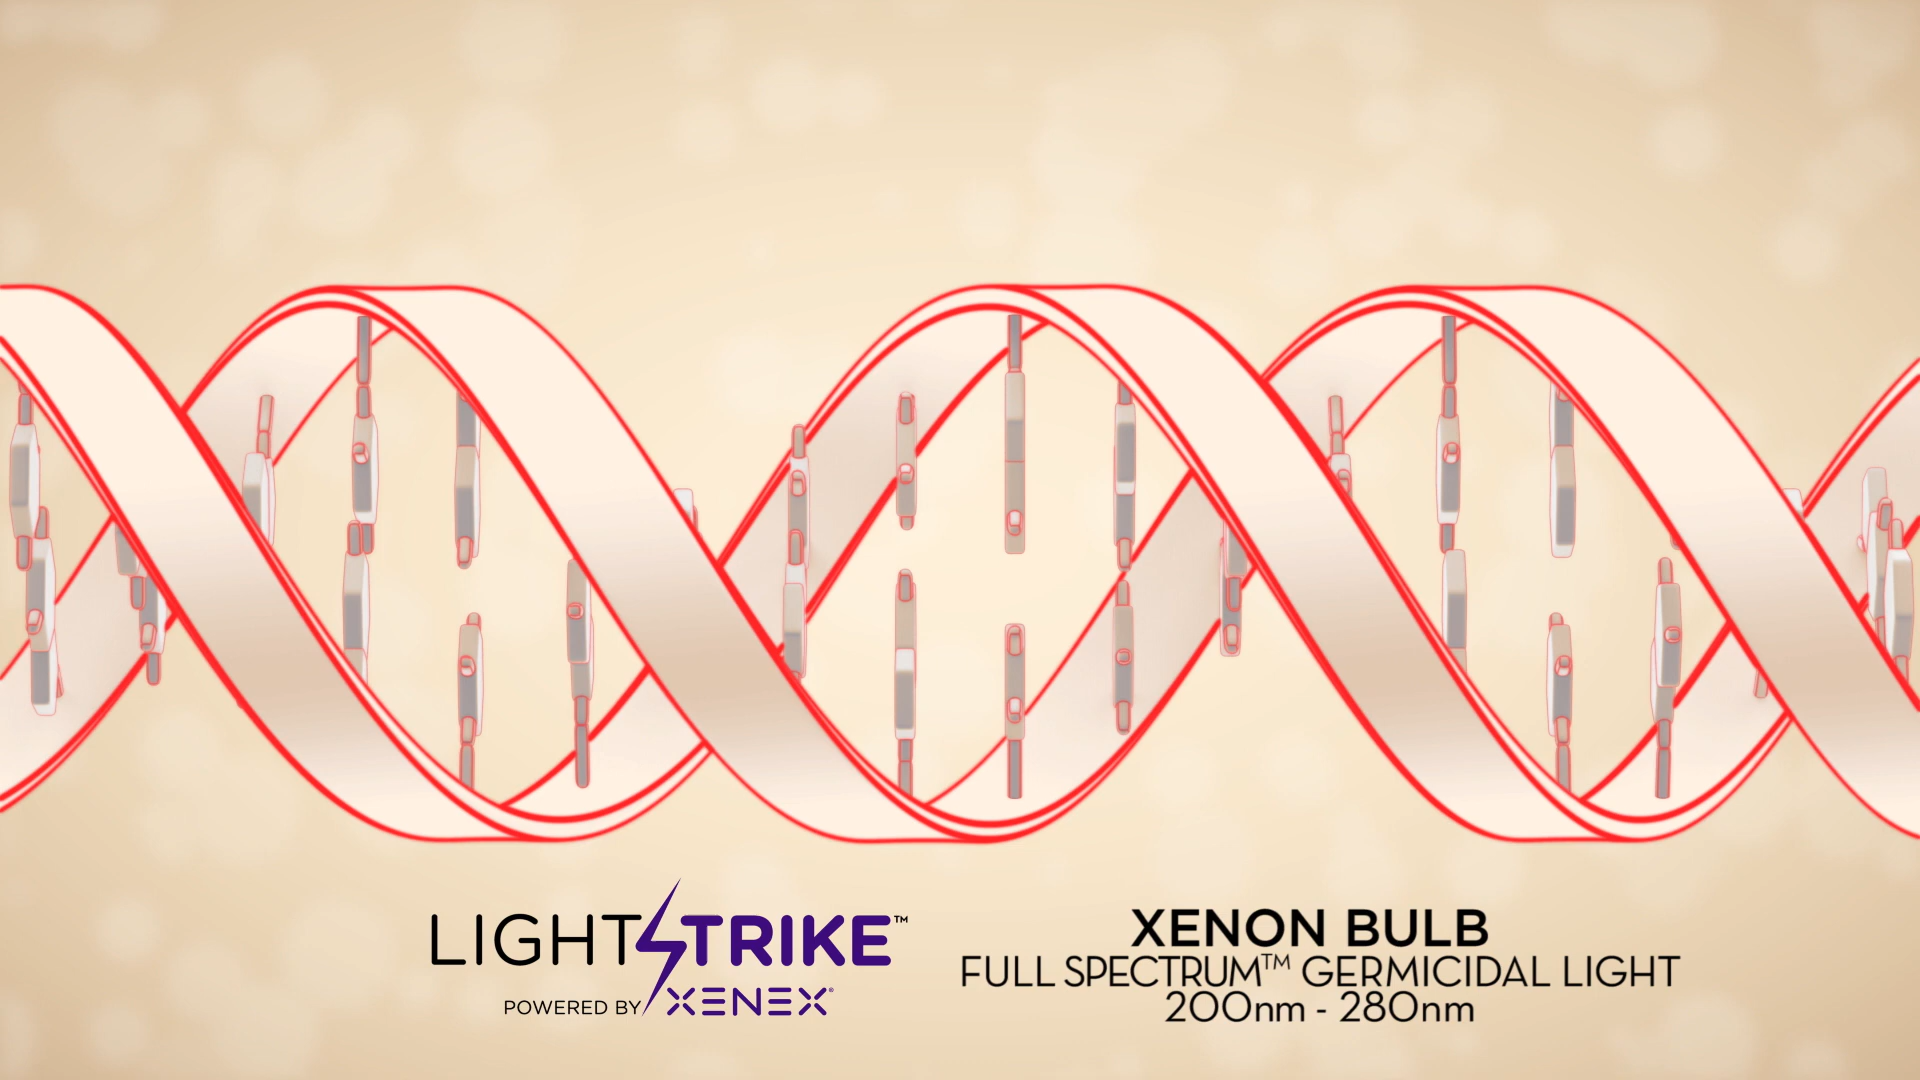 LIGHTSTRIKE™
POWERED BY XENEX®
XENON BULB
FULL SPECTRUM™ GERMICIDAL LIGHT
200nm - 280nm